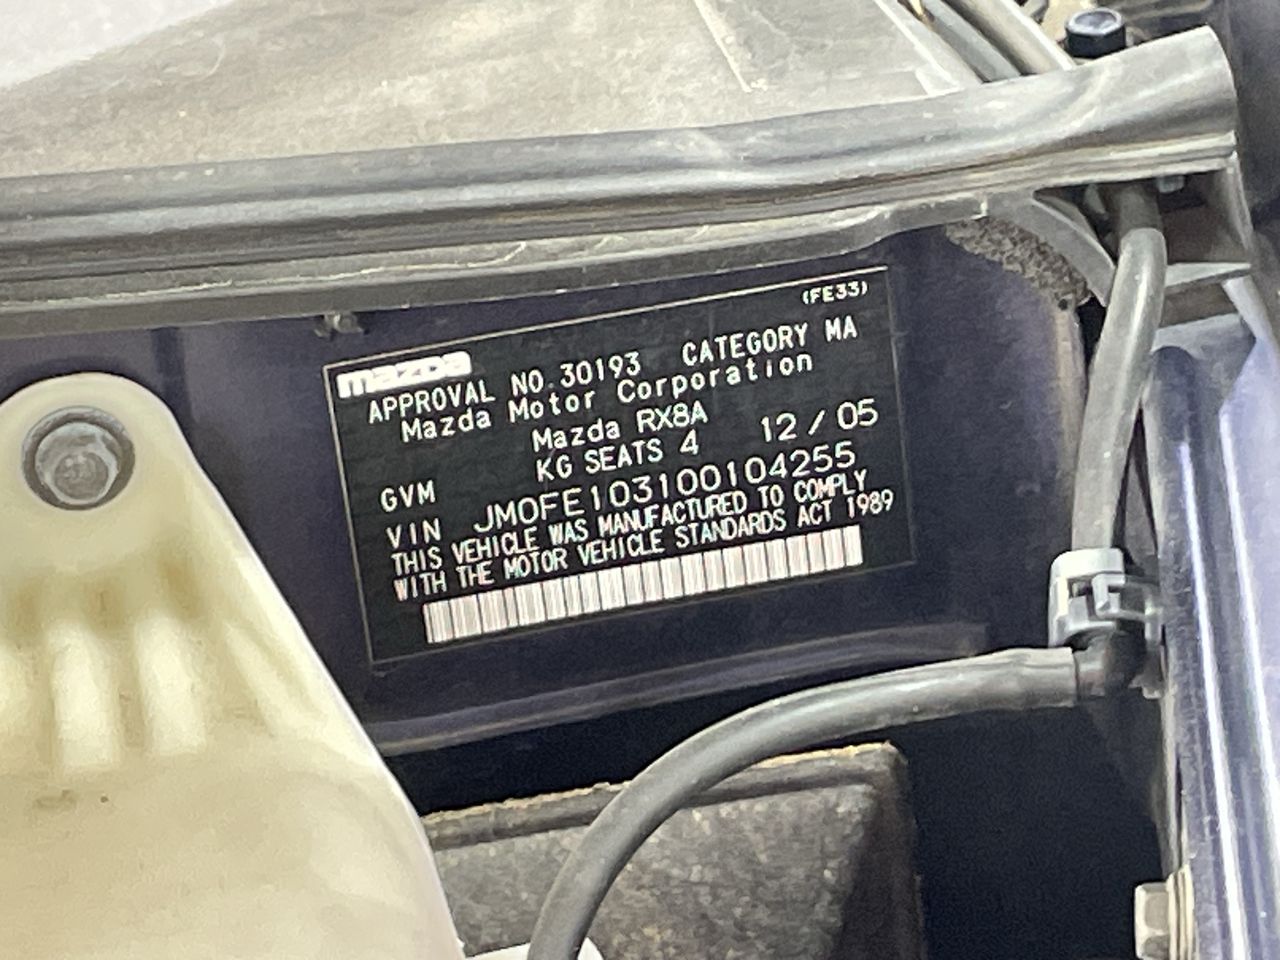 (FE33)
mazda
APPROVAL NO.30193 CATEGORY MA
Mazda Motor Corporation
Mazda RX8A
GVM KG SEATS 4 12/05
VIN JM0FE103100104255
THIS VEHICLE WAS MANUFACTURED TO COMPLY
WITH THE MOTOR VEHICLE STANDARDS ACT 1989